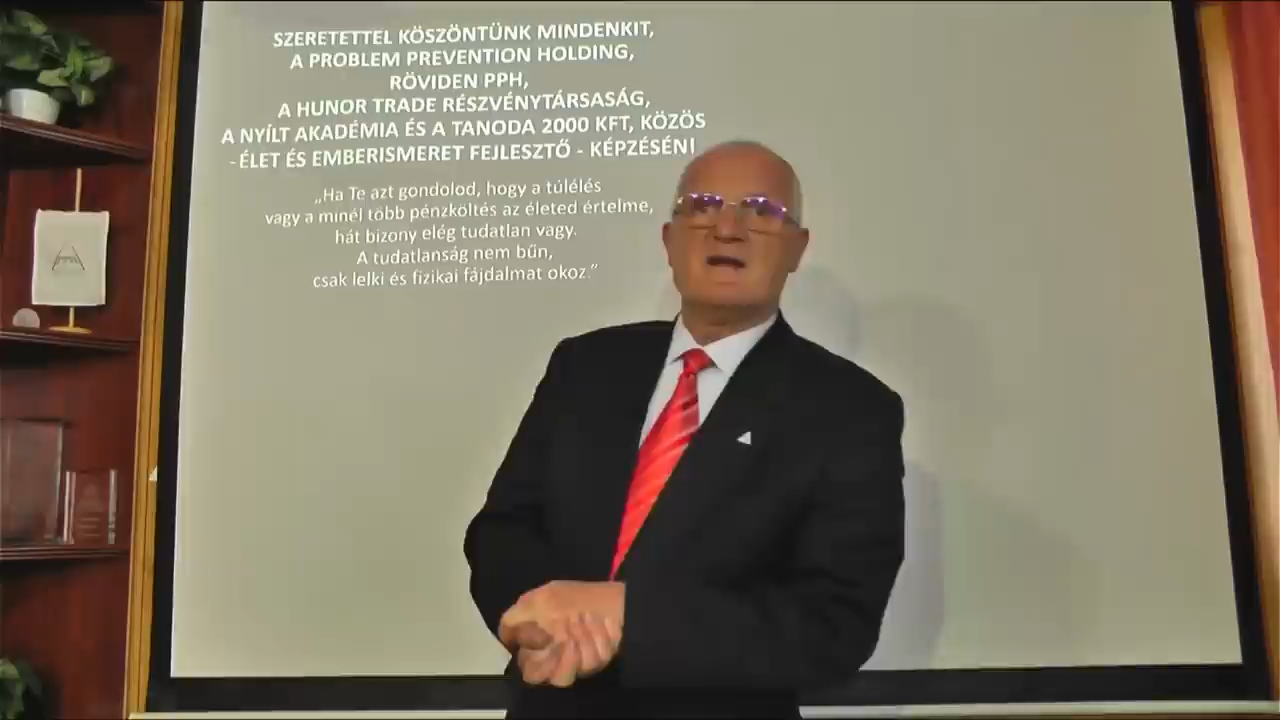 SZERETETTEL KÖSZÖNTÜNK MINDENKIT,
A PROBLEM PREVENTION HOLDING,
RÖVIDEN PPH,
A HUNOR TRADE RÉSZVÉNYTÁRSASÁG,
A NYÍLT AKADÉMIA ÉS A TANODA 2000 KFT, KÖZÖS
- ÉLET ÉS EMBERISMERET FEJLESZTŐ - KÉPZÉSÉN!
„Ha Te azt gondolod, hogy a túlélés
vagy a minél több pénzköltés az életed értelme,
hát bizony elég tudatlan vagy.
A tudatlanság nem bűn,
csak lelki és fizikai fájdalmat okoz.”